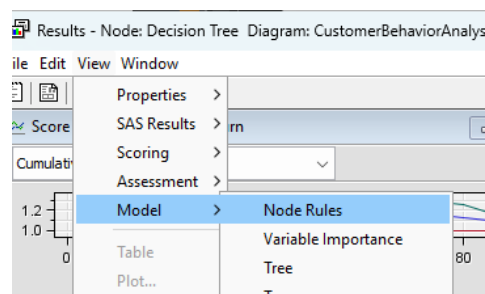 Results - Node: Decision Tree Diagram: CustomerBehaviorAnalys
ile Edit View Window
Properties >
Score
SAS Results >
rn
Cumulati
Scoring >
Assessment >
1.2
Model >
Node Rules
1.0
Variable Importance
0
Table
80
Tree
Plot...